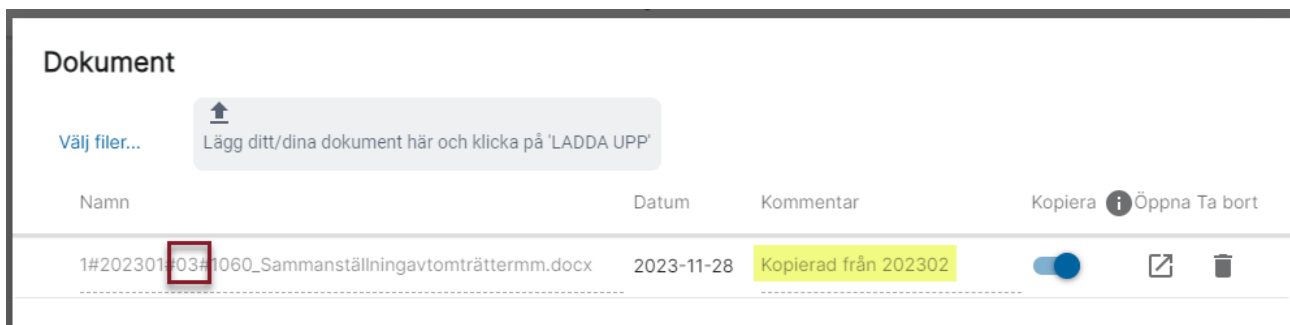 Dokument
Välj filer...
Lägg ditt/dina dokument här och klicka på 'LADDA UPP'
Namn Datum Kommentar Kopiera i Öppna Ta bort
1#202301#03#1060_Sammanställningavtomträttermm.docx 2023-11-28 Kopierad från 202302